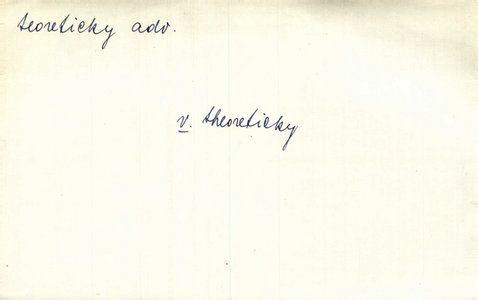 teoreticky adv.
v. theoreticky